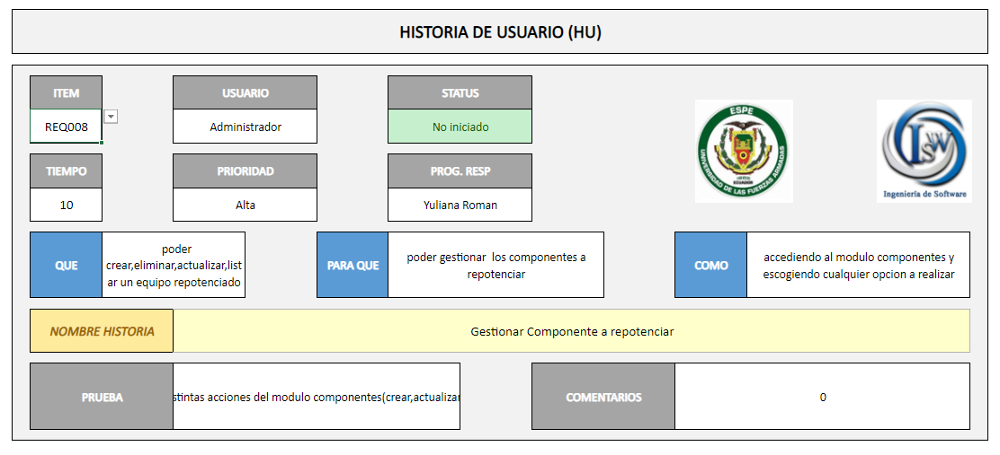 HISTORIA DE USUARIO (HU)
ITEM
USUARIO
STATUS
REQ008
Administrador
No iniciado
TIEMPO
PRIORIDAD
PROG. RESP
10
Alta
Yuliana Roman
ESPE
UNIVERSIDAD DE LAS FUERZAS ARMADAS
ECUADOR
ISW
Ingeniería de Software
QUE
poder
crear,eliminar,actualizar,list
ar un equipo repotenciado
PARA QUE
poder gestionar  los componentes a
repotenciar
COMO
accediendo al modulo componentes y
escogiendo cualquier opcion a realizar
NOMBRE HISTORIA
Gestionar Componente a repotenciar
PRUEBA
stintas acciones del modulo componentes(crear,actualizar
COMENTARIOS
0